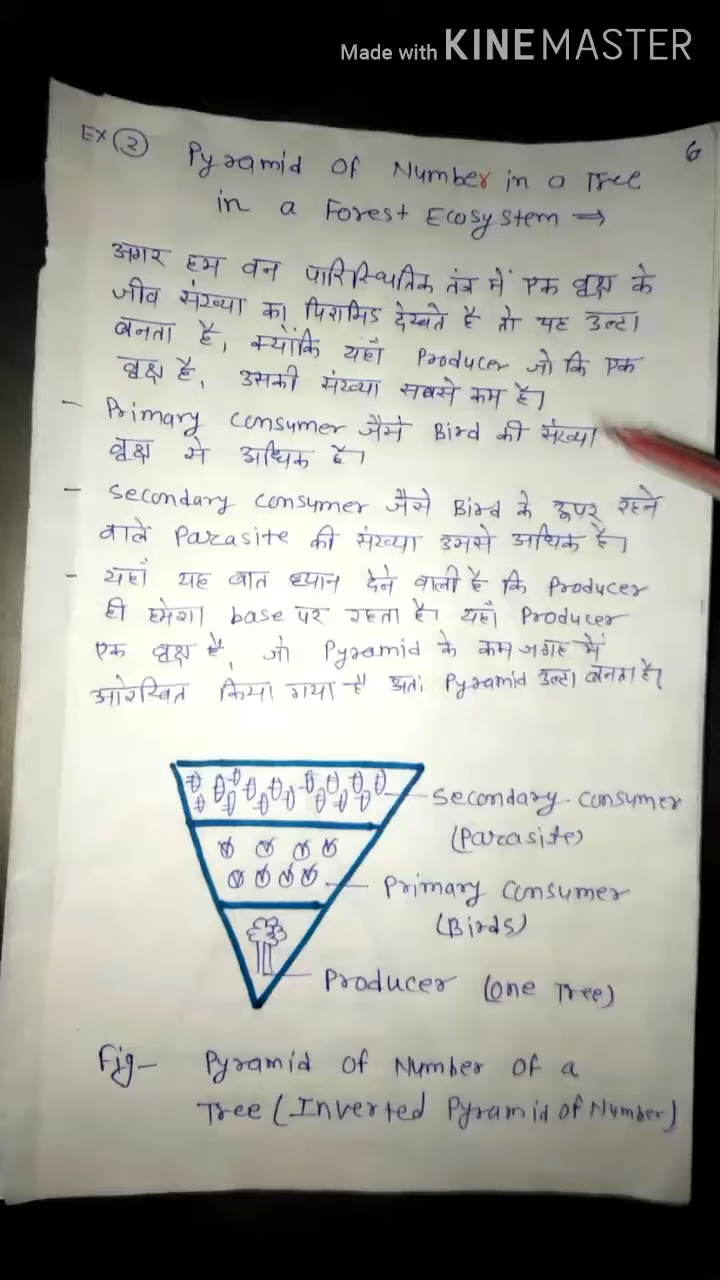 Made with KINEMASTER
6
Ex ② Pyramid of Number in a Tree
in a Forest Ecosystem ⇒
अगर हम वन पारिस्थितिक तंत्र में एक वृक्ष के
जीव संख्या का पिरामिड देखते है तो यह उल्टा
बनता है, क्योंकि यहाँ Producer जो कि एक
वृक्ष है, उसकी संख्या सबसे कम है।
- Primary consumer जैसे Bird की संख्या
वृक्ष से अधिक है।
- Secondary consumer जैसे Bird के ऊपर रहने
वाले Parasite की संख्या उससे अधिक है।
- यहाँ यह बात ध्यान देने वाली है कि Producer
ही हमेशा base पर रहता है। यहाँ Producer
एक वृक्ष है, जो Pyramid के कम जगह में
आरेखित किया गया है अतः Pyramid उल्टा बनता है।
Secondary consumer
(Parasite)
Primary Consumer
(Birds)
Producer (one Tree)
Fig- Pyramid of Number of a
Tree (Inverted Pyramid of Number)